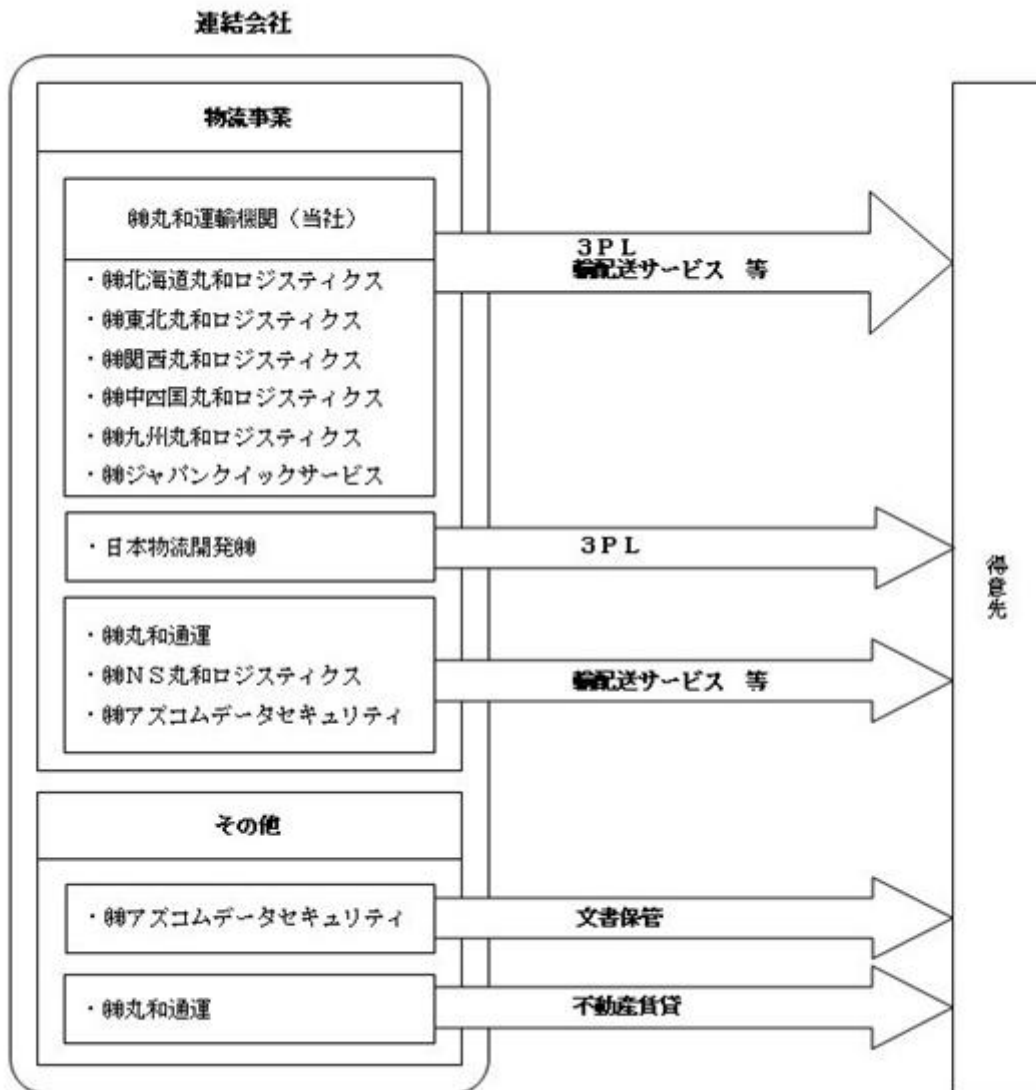 連結会社
物流事業
㈱丸和運輸機関（当社）
・㈱北海道丸和ロジスティクス
・㈱東北丸和ロジスティクス
・㈱関西丸和ロジスティクス
・㈱中四国丸和ロジスティクス
・㈱九州丸和ロジスティクス
・㈱ジャパンクイックサービス
３ＰＬ
輸配送サービス　等
・日本物流開発㈱
３ＰＬ
・㈱丸和通運
・㈱ＮＳ丸和ロジスティクス
・㈱アズコムデータセキュリティ
輸配送サービス　等
その他
・㈱アズコムデータセキュリティ
文書保管
・㈱丸和通運
不動産賃貸
得意先